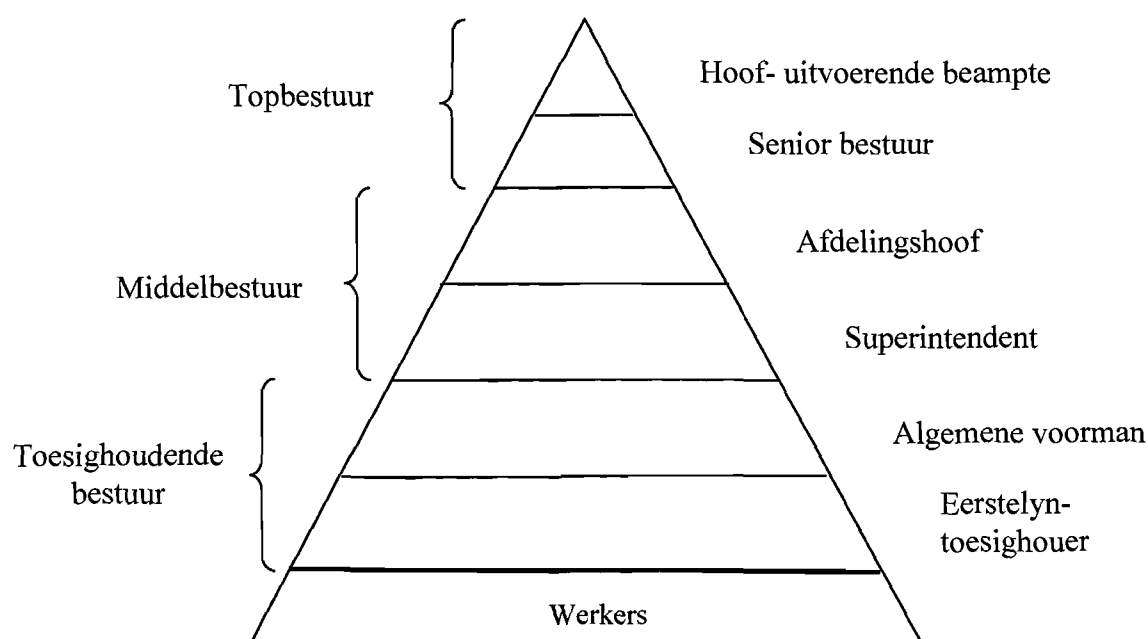 Topbestuur
Hoof- uitvoerende beampte
Senior bestuur
Middelbestuur
Afdelingshoof
Superintendent
Toesighoudende
bestuur
Algemene voorman
Eerstelyn-
toesighouer
Werkers